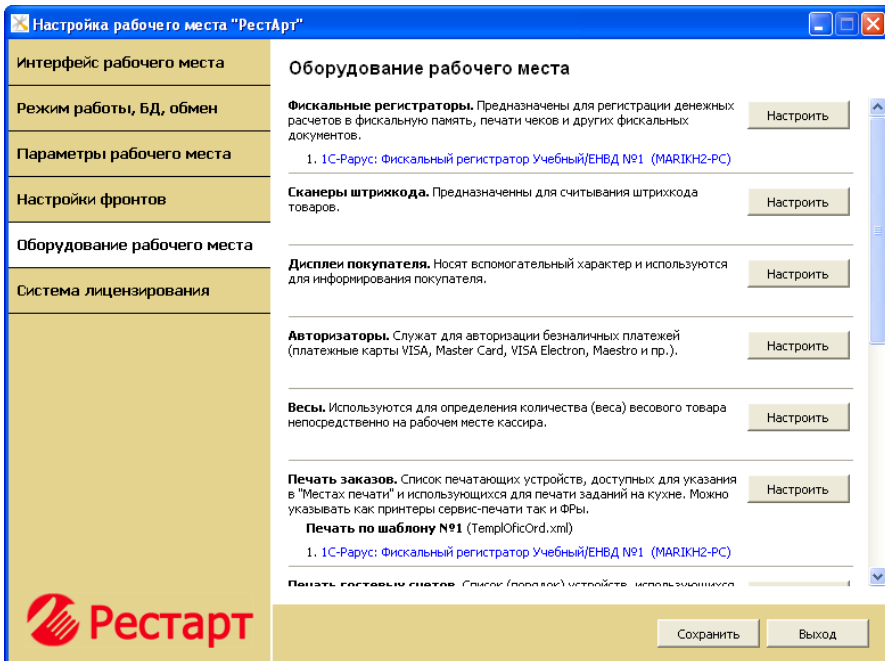 Настройка рабочего места "РестАрт"
Интерфейс рабочего места
Режим работы, БД, обмен
Параметры рабочего места
Настройки фронтов
Оборудование рабочего места
Система лицензирования
Оборудование рабочего места
Фискальные регистраторы. Предназначены для регистрации денежных
расчетов в фискальную память, печати чеков и других фискальных
документов.
Настроить
1. 1С-Рарус: Фискальный регистратор Учебный/ЕНВД №1 (MARIKH2-PC)
Сканеры штрихкода. Предназначенны для считывания штрихкода
товаров.
Настроить
Дисплеи покупателя. Носят вспомогательный характер и используются
для информирования покупателя.
Настроить
Авторизаторы. Служат для авторизации безналичных платежей
(платежные карты VISA, Master Card, VISA Electron, Maestro и пр.).
Настроить
Весы. Используются для определения количества (веса) весового товара
непосредственно на рабочем месте кассира.
Настроить
Печать заказов. Список печатающих устройств, доступных для указания
в "Местах печати" и использующихся для печати заданий на кухне. Можно
указывать как принтеры сервис-печати так и ФРы.
Настроить
Печать по шаблону №1 (TemplOficOrd.xml)
1. 1С-Рарус: Фискальный регистратор Учебный/ЕНВД №1 (MARIKH2-PC)
Печать гостевых счетов. Список (порядок) устройств, использующихся
Рестарт
Сохранить
Выход